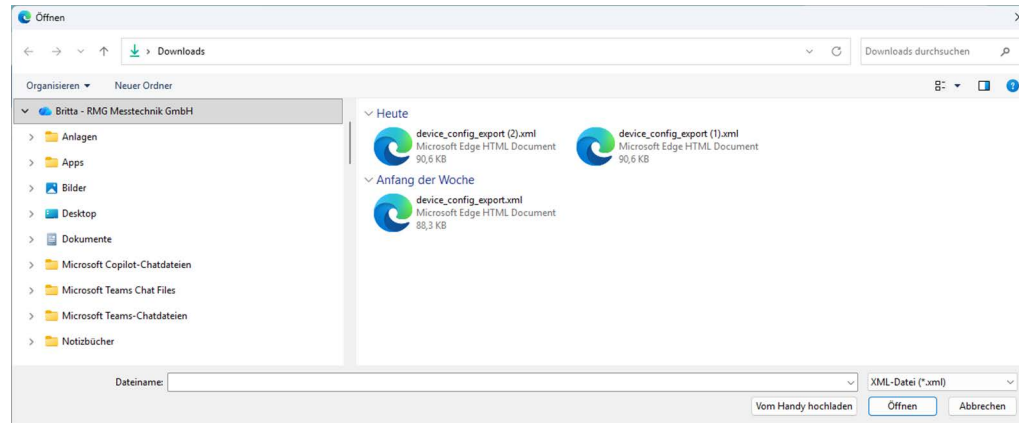 Öffnen
Downloads
Downloads durchsuchen
Organisieren
Neuer Ordner
Britta - RMG Messtechnik GmbH
Anlagen
Apps
Bilder
Desktop
Dokumente
Microsoft Copilot-Chatdateien
Microsoft Teams Chat Files
Microsoft Teams-Chatdateien
Notizbücher
Heute
device_config_export (2).xml
Microsoft Edge HTML Document
90,6 KB
device_config_export (1).xml
Microsoft Edge HTML Document
90,6 KB
Anfang der Woche
device_config_export.xml
Microsoft Edge HTML Document
88,3 KB
Dateiname:
XML-Datei (*.xml)
Vom Handy hochladen
Öffnen
Abbrechen